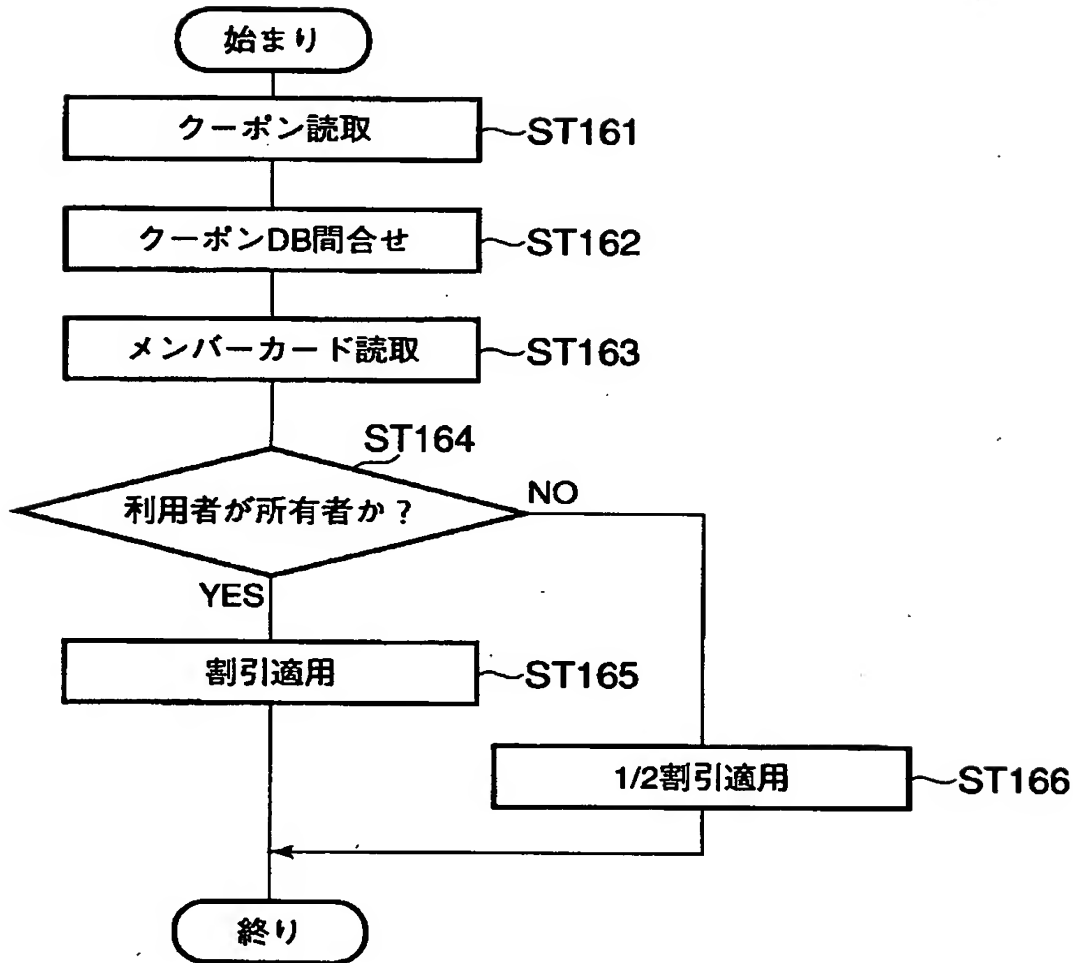 始まり
クーポン読取
ST161
クーポンDB問合せ
ST162
メンバーカード読取
ST163
ST164
利用者が所有者か？
NO
YES
割引適用
ST165
1/2割引適用
ST166
終り